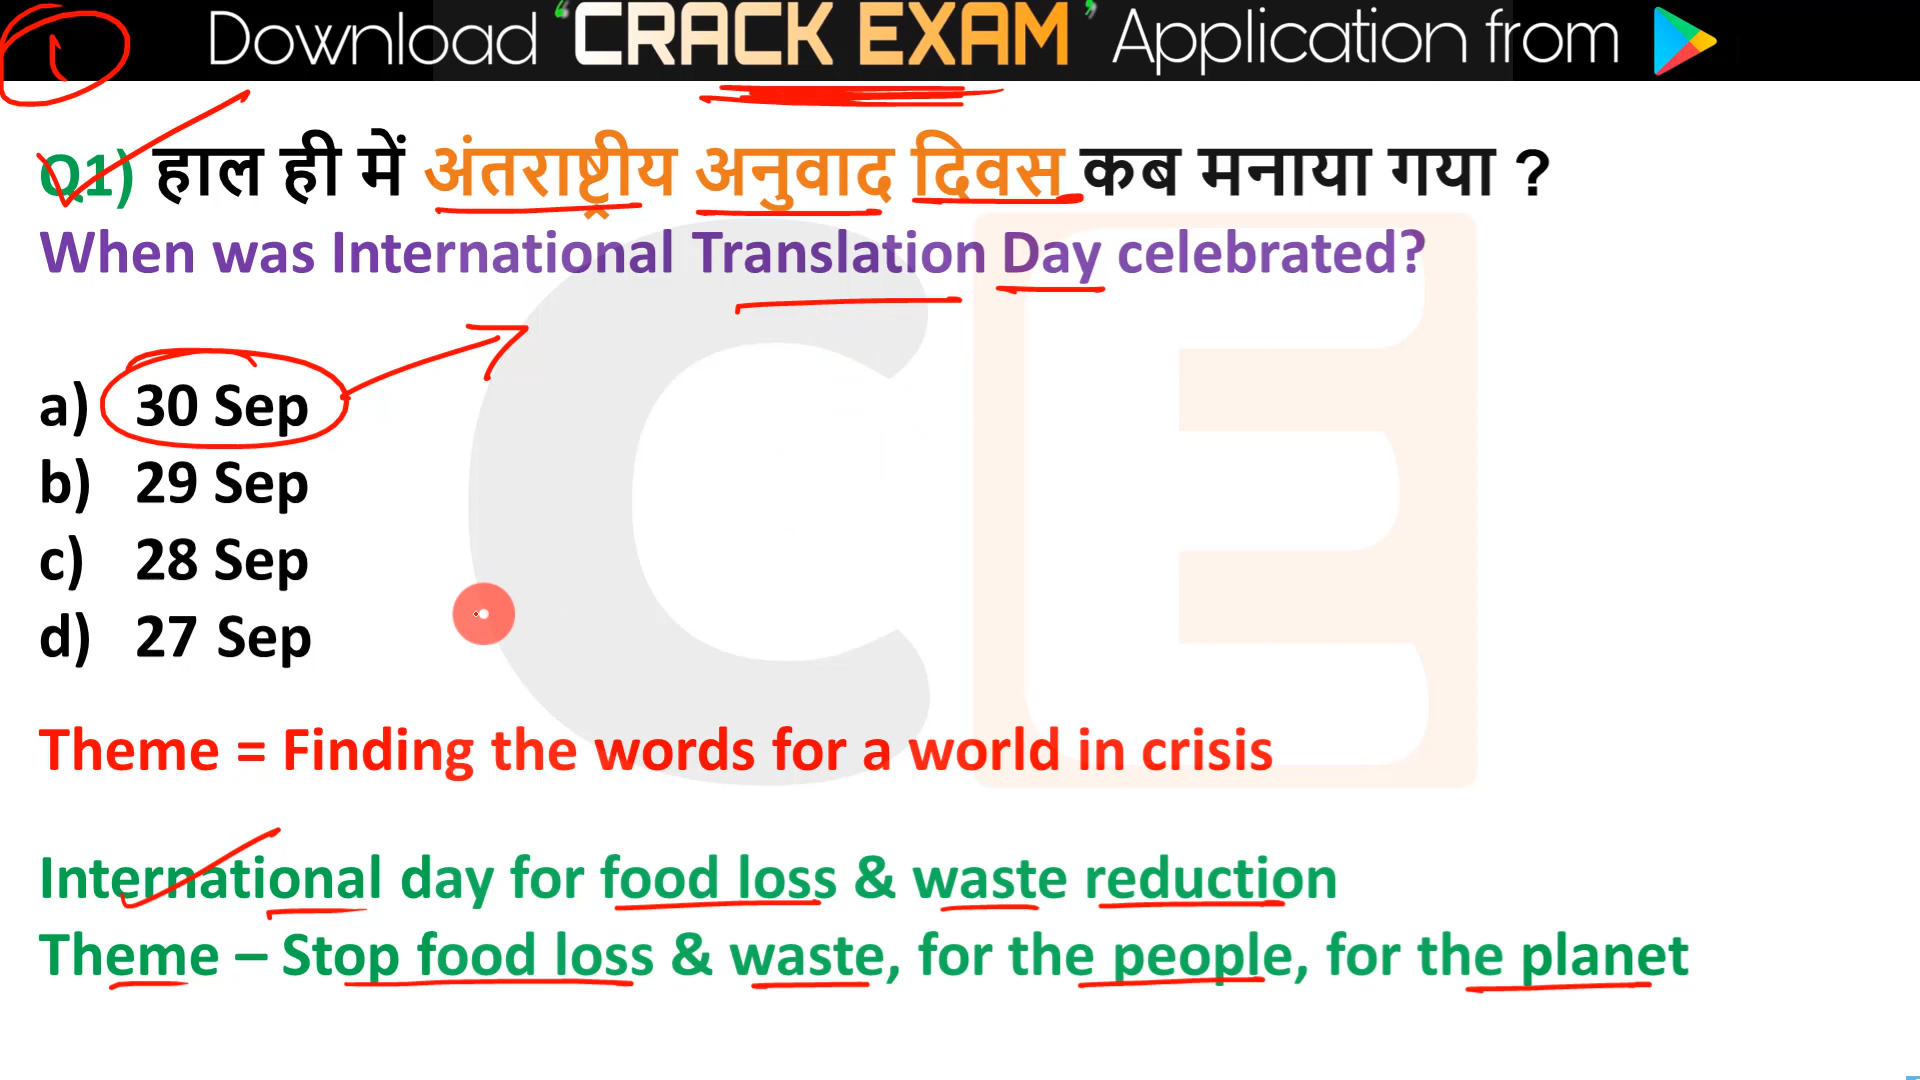 Download ‘CRACK EXAM’ Application from
Q1) हाल ही में अंतराष्ट्रीय अनुवाद दिवस कब मनाया गया ?
When was International Translation Day celebrated?
a) 30 Sep
b) 29 Sep
c) 28 Sep
d) 27 Sep
Theme = Finding the words for a world in crisis
International day for food loss & waste reduction
Theme – Stop food loss & waste, for the people, for the planet
CE